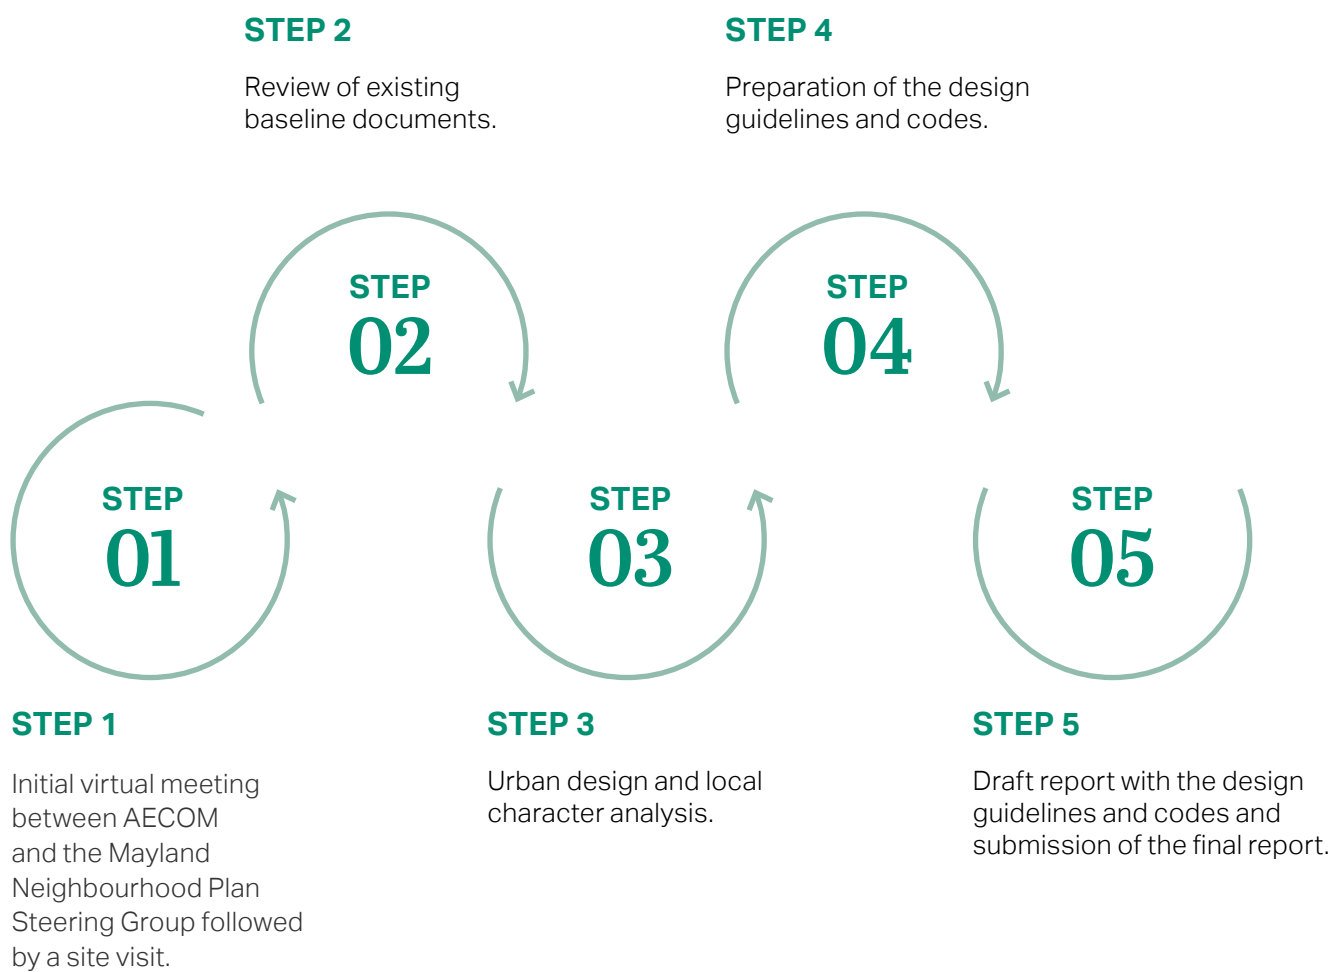 STEP 2
Review of existing
baseline documents.
STEP 4
Preparation of the design
guidelines and codes.
STEP
02
STEP
04
STEP
01
STEP
03
STEP
05
STEP 1
Initial virtual meeting
between AECOM
and the Mayland
Neighbourhood Plan
Steering Group followed
by a site visit.
STEP 3
Urban design and local
character analysis.
STEP 5
Draft report with the design
guidelines and codes and
submission of the final report.